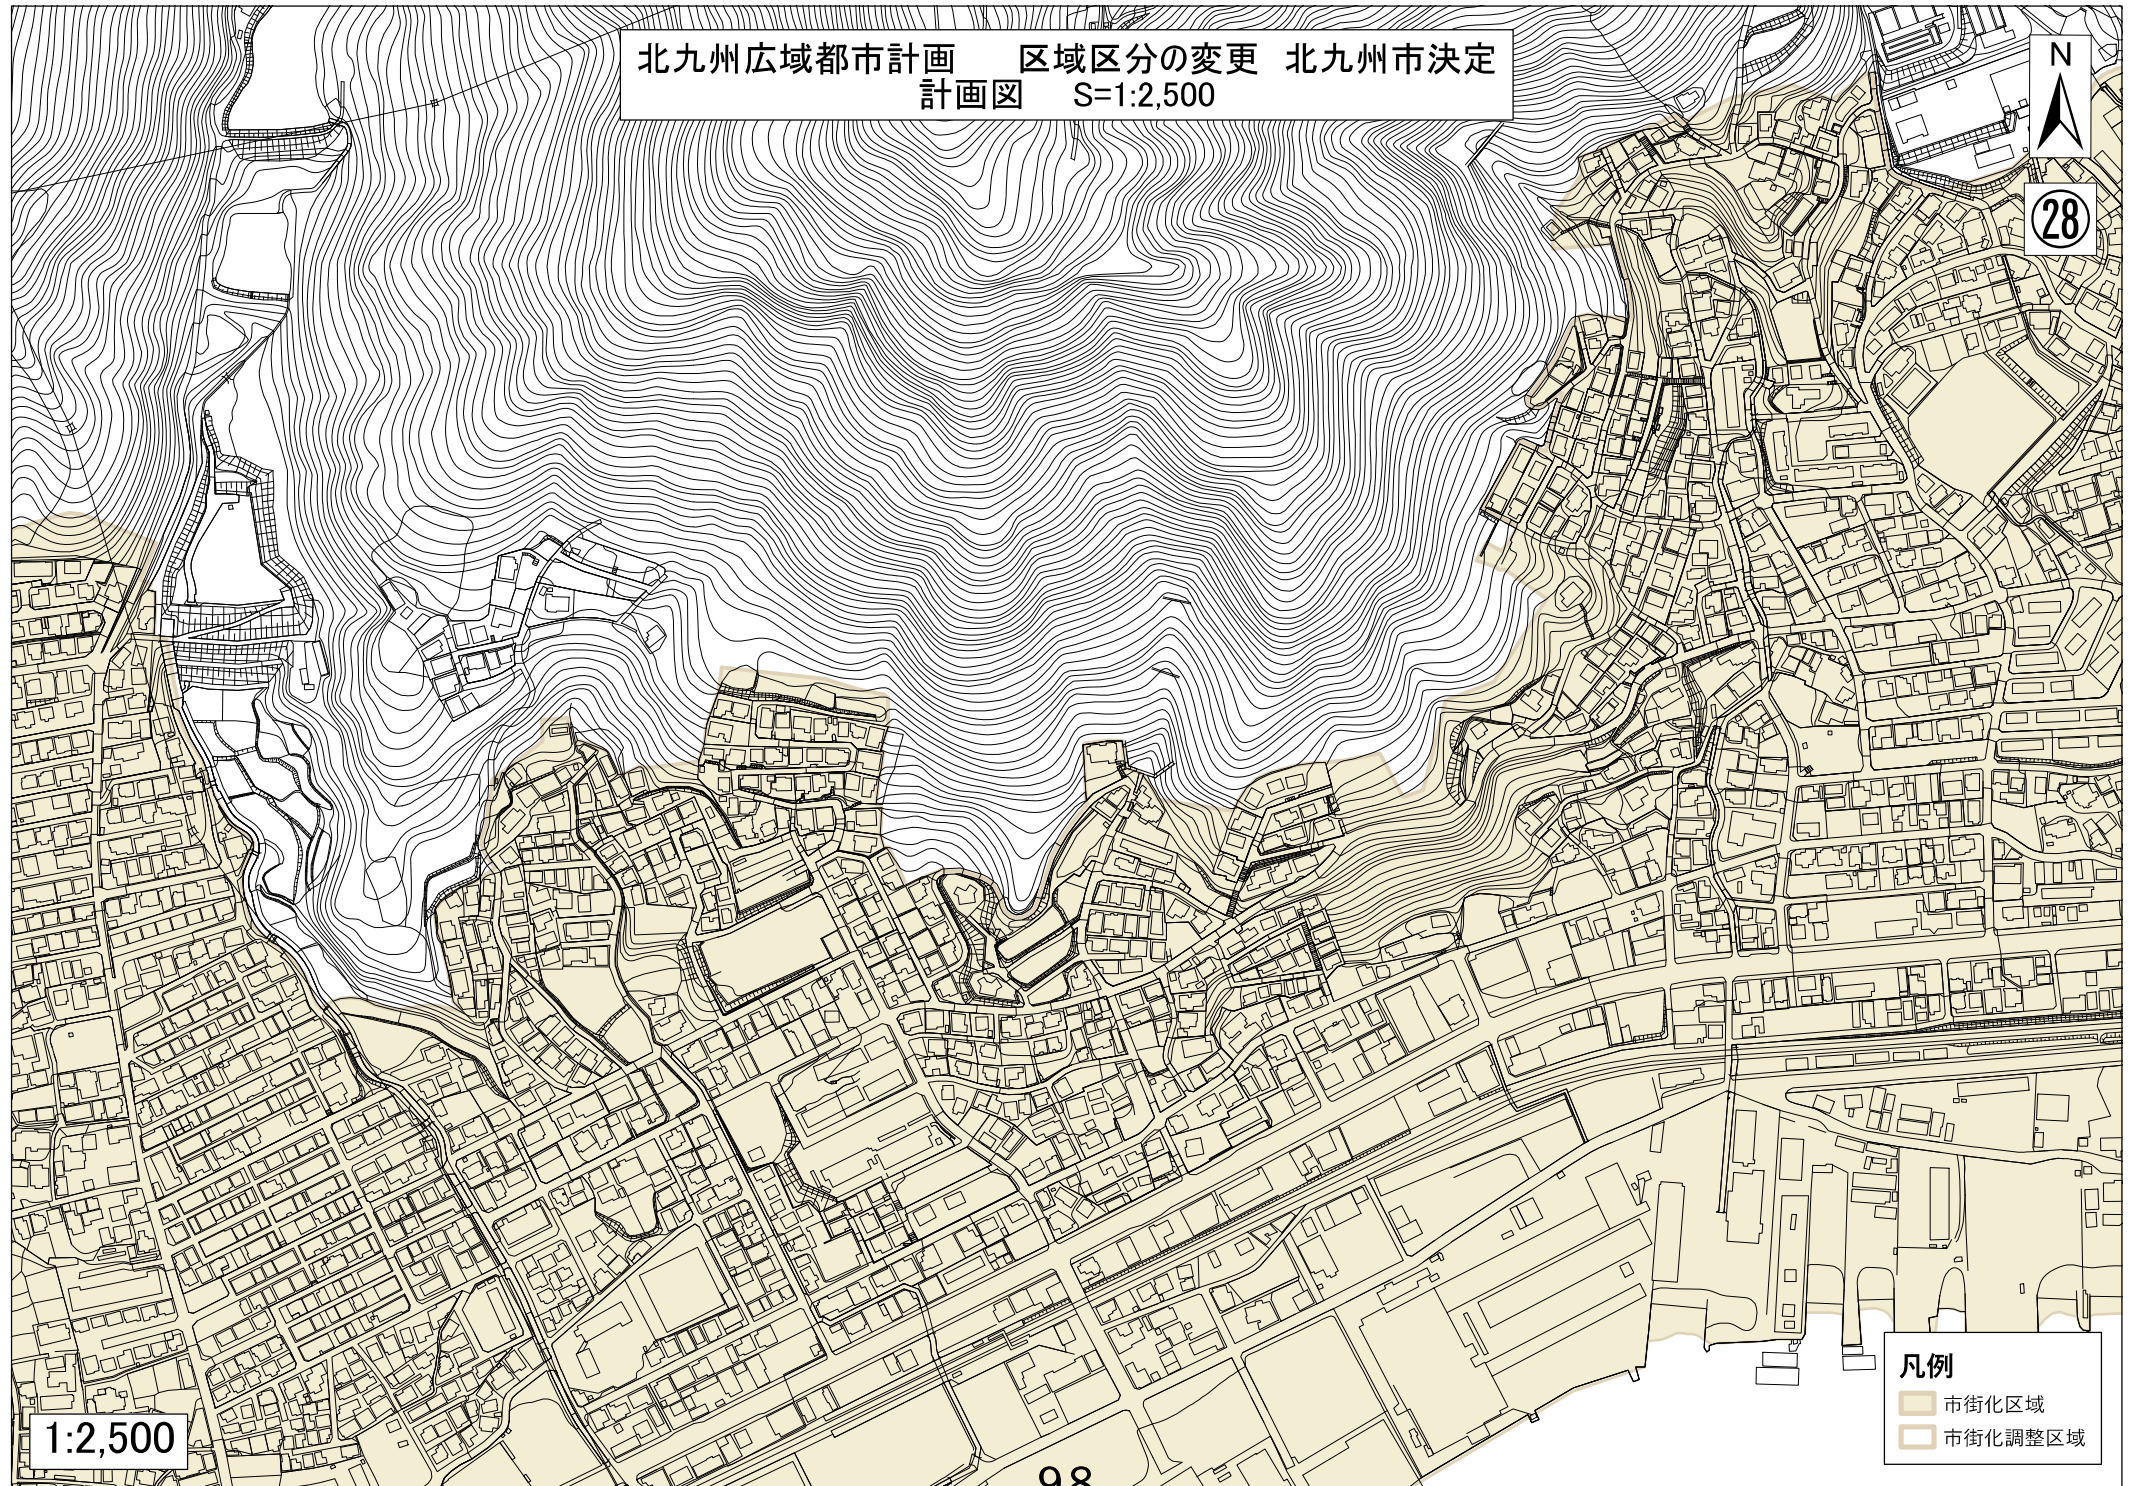 北九州広域都市計画　　区域区分の変更　北九州市決定
計画図　S=1:2,500
N
㉘
凡例
市街化区域
市街化調整区域
1:2,500
98